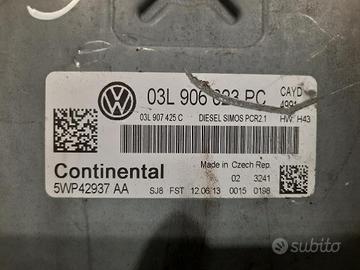 03L 906 023 PC
CAYD
4991
03L 907 425 C
DIESEL SIMOS PCR2.1
HW: H43
Made in Czech Rep.
Continental
02 3241
5WP42937 AA
SJ8 FST 12.06.13 0015 0198
subito